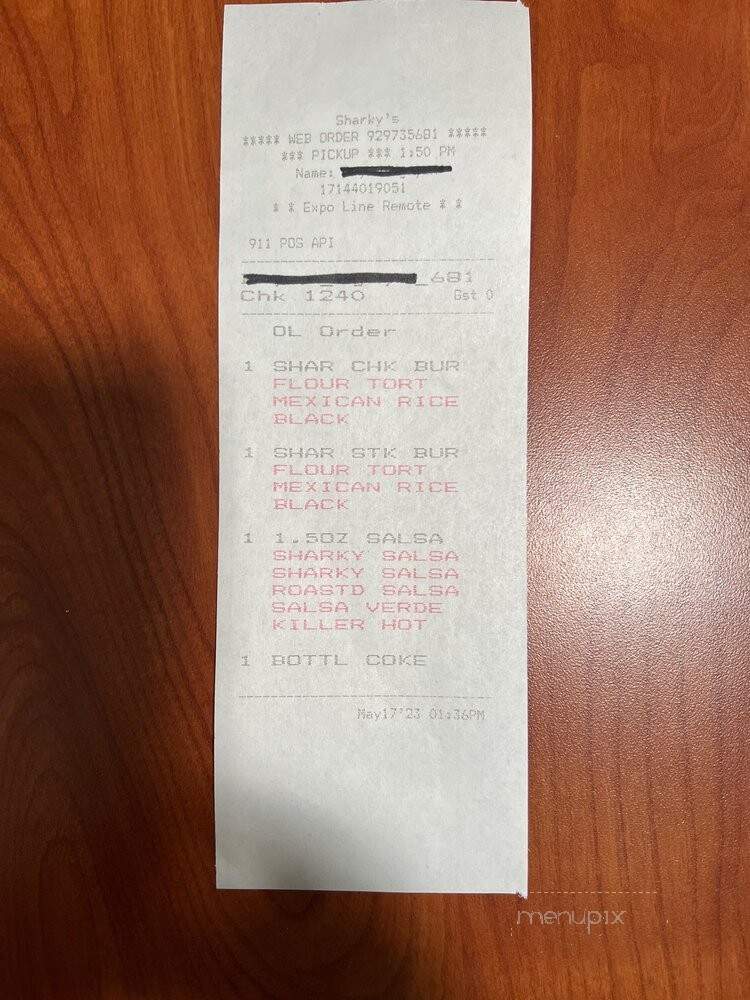 Sharky's
***** WEB ORDER 929735681 *****
*** PICKUP *** 1:50 PM
Name:
17144019051
* * Expo Line Remote * *
911 POS API
_681
Chk 1240 Gst 0
OL Order
1 SHAR CHK BUR
FLOUR TORT
MEXICAN RICE
BLACK
1 SHAR STK BUR
FLOUR TORT
MEXICAN RICE
BLACK
1 1.5OZ SALSA
SHARKY SALSA
SHARKY SALSA
ROASTD SALSA
SALSA VERDE
KILLER HOT
1 BOTTL COKE
May17'23 01:36PM
menupix